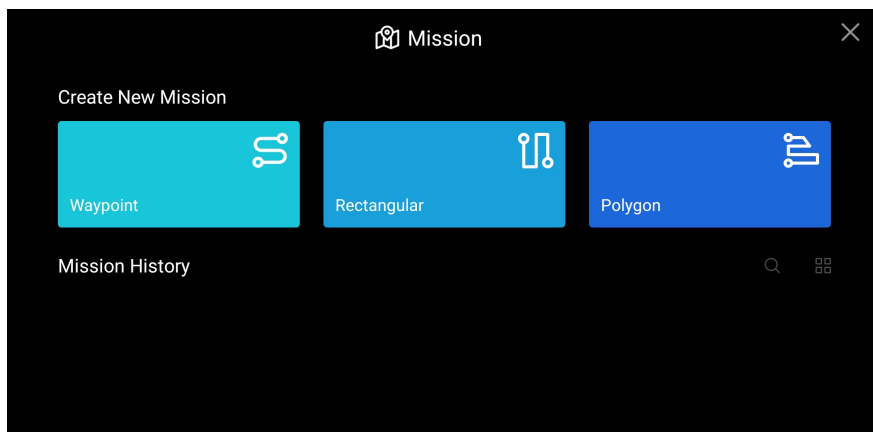 Mission
Create New Mission
Waypoint
Rectangular
Polygon
Mission History